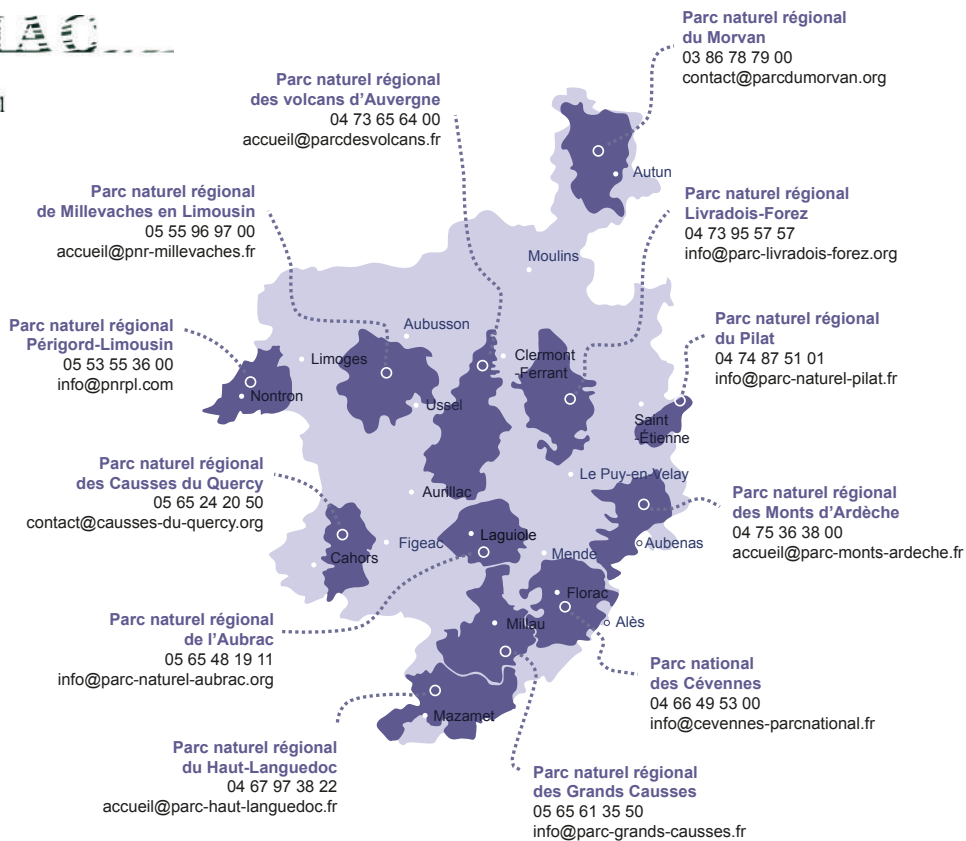 Parc naturel régional
du Morvan
03 86 78 79 00
contact@parcdumorvan.org
Parc naturel régional
des volcans d'Auvergne
04 73 65 64 00
accueil@parcdesvolcans.fr
Autun
Parc naturel régional
de Millevaches en Limousin
05 55 96 97 00
accueil@pnr-millevaches.fr
Parc naturel régional
Livradois-Forez
04 73 95 57 57
info@parc-livradois-forez.org
Moulins
Parc naturel régional
Périgord-Limousin
05 53 55 36 00
info@pnrpl.com
Aubusson
Limoges
Clermont
-Ferrant
Nontron
Ussel
Parc naturel régional
du Pilat
04 74 87 51 01
info@parc-naturel-pilat.fr
Saint
-Étienne
Parc naturel régional
des Causses du Quercy
05 65 24 20 50
contact@causses-du-quercy.org
Le Puy-en-Velay
Aurillac
Parc naturel régional
des Monts d'Ardèche
04 75 36 38 00
accueil@parc-monts-ardeche.fr
Laguiole
Figeac
Cahors
Mende
Aubenas
Florac
Millau
Alès
Parc naturel régional
de l'Aubrac
05 65 48 19 11
info@parc-naturel-aubrac.org
Parc national
des Cévennes
04 66 49 53 00
info@cevennes-parcnational.fr
Mazamet
Parc naturel régional
du Haut-Languedoc
04 67 97 38 22
accueil@parc-haut-languedoc.fr
Parc naturel régional
des Grands Causses
05 65 61 35 50
info@parc-grands-causses.fr